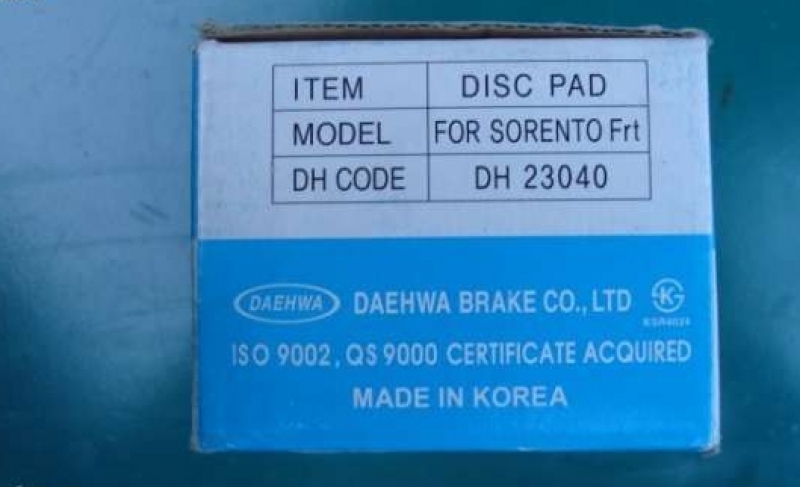 ITEM DISC PAD
MODEL FOR SORENTO Frt
DH CODE DH 23040
DAEHWA DAEHWA BRAKE CO., LTD K
ISO 9002, QS 9000 CERTIFICATE ACQUIRED
MADE IN KOREA